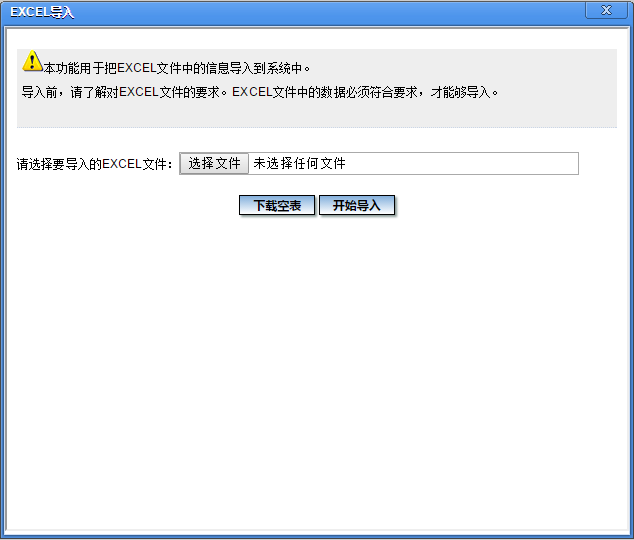 EXCEL导入
本功能用于把EXCEL文件中的信息导入到系统中。
导入前，请了解对EXCEL文件的要求。EXCEL文件中的数据必须符合要求，才能够导入。
请选择要导入的EXCEL文件： 选择文件 未选择任何文件
下载空表 开始导入